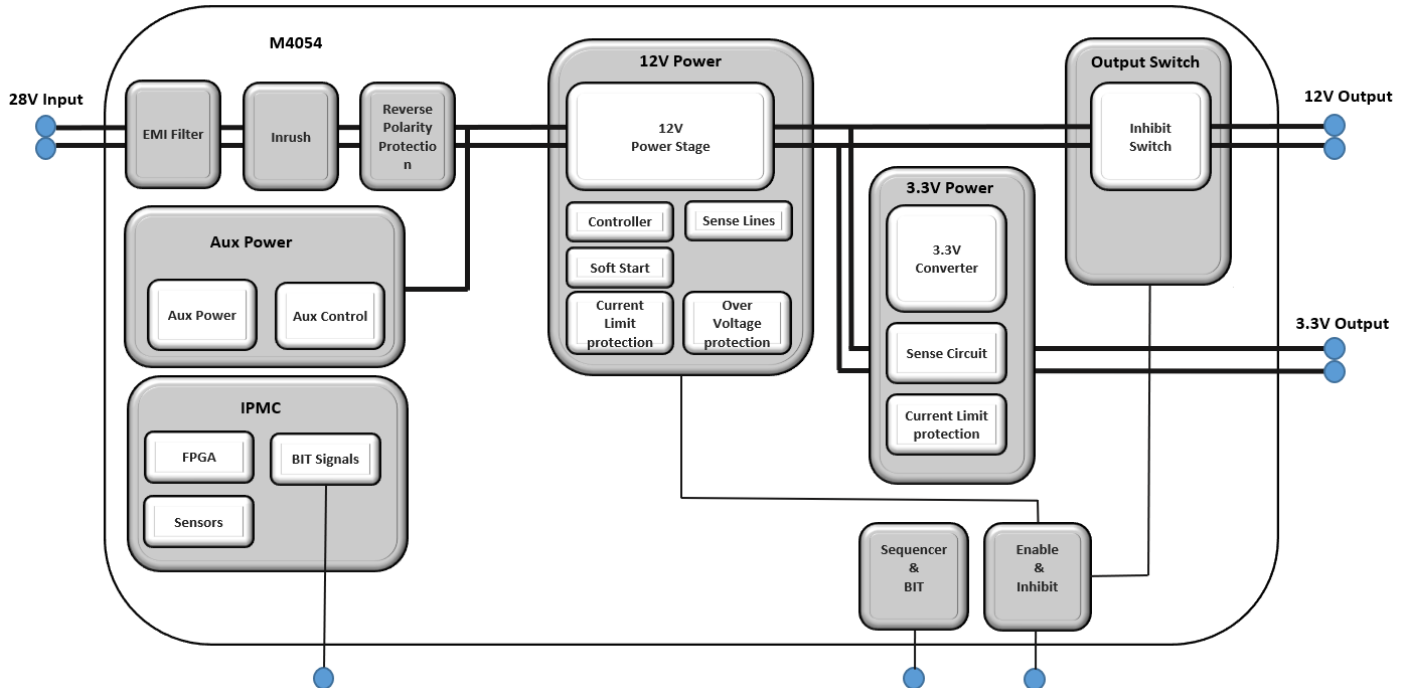 M4054
28V Input
EMI Filter
Inrush
Reverse
Polarity
Protectio
n
12V Power
12V
Power Stage
Controller
Sense Lines
Soft Start
Current
Limit
protection
Over
Voltage
protection
Output Switch
Inhibit
Switch
12V Output
3.3V Power
3.3V
Converter
Sense Circuit
Current Limit
protection
3.3V Output
Aux Power
Aux Power
Aux Control
IPMC
FPGA
BIT Signals
Sensors
Sequencer
&
BIT
Enable
&
Inhibit